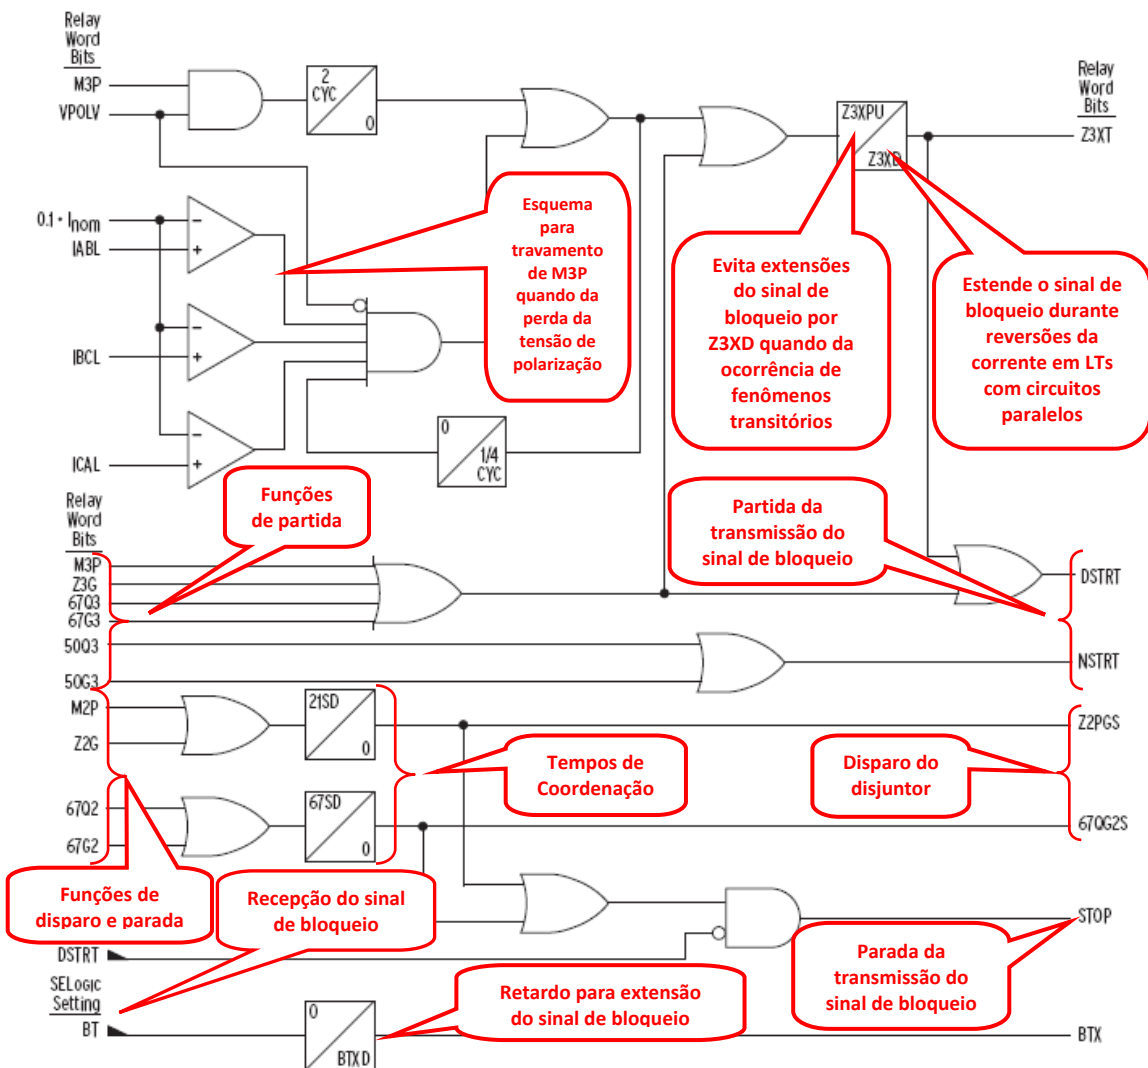 Relay
Word
Bits
M3P
VPOLV
2
CYC
0
Z3XPU
Z3XD
Relay
Word
Bits
Z3XT
0.1 • Inom
IABL
IBCL
ICAL
Esquema
para
travamento
de M3P
quando da
perda da
tensão de
polarização
Evita extensões
do sinal de
bloqueio por
Z3XD quando da
ocorrência de
fenômenos
transitórios
Estende o sinal de
bloqueio durante
reversões da
corrente em LTs
com circuitos
paralelos
0
1/4
CYC
Relay
Word
Bits
M3P
Z3G
67Q3
67G3
50Q3
50G3
Funções
de partida
Partida da
transmissão do
sinal de bloqueio
DSTRT
NSTRT
M2P
Z2G
21SD
0
Z2PGS
67Q2
67G2
67SD
0
67QG2S
Tempos de
Coordenação
Disparo do
disjuntor
Funções de
disparo e parada
Recepção do sinal
de bloqueio
STOP
DSTRT
Parada da
transmissão do
sinal de bloqueio
SELOGIC
Setting
BT
0
BTXD
Retardo para extensão
do sinal de bloqueio
BTX